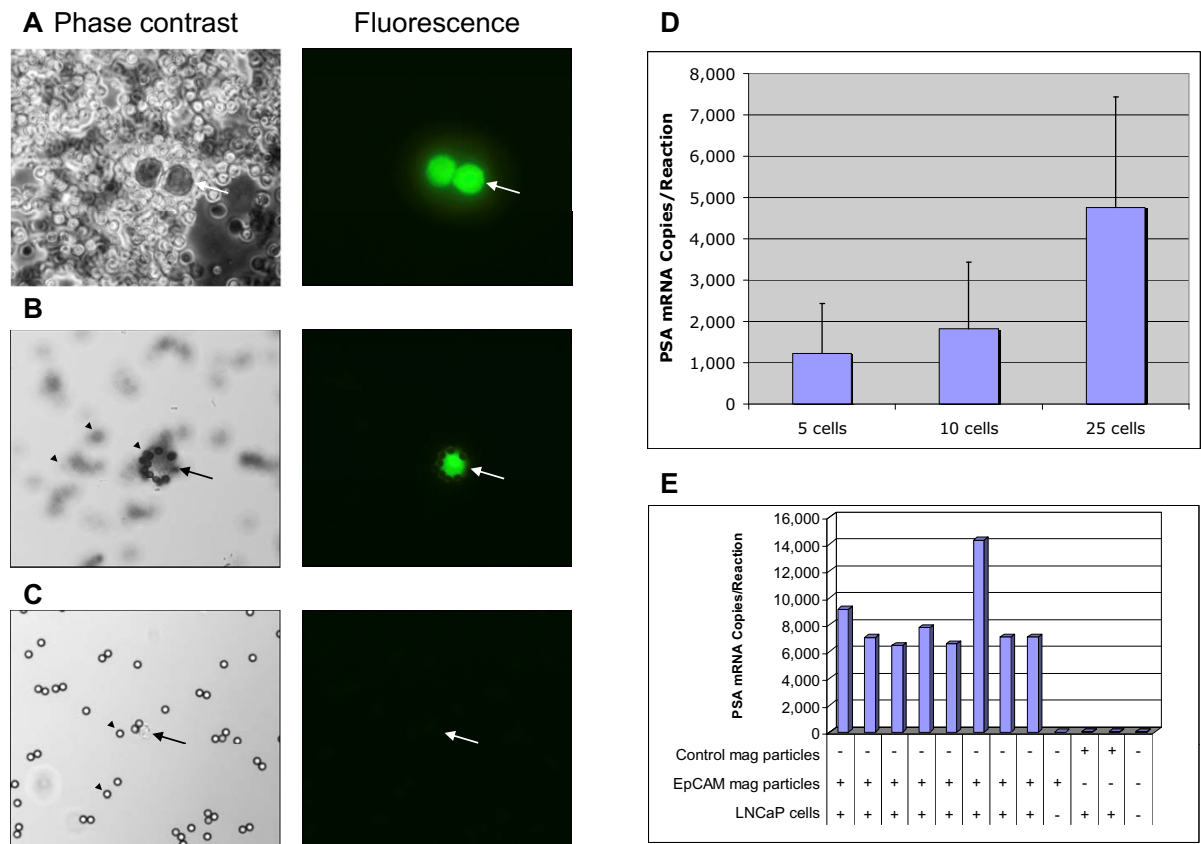 A Phase contrast
Fluorescence
B
C
D
PSA mRNA Copies/Reaction
8,000
7,000
6,000
5,000
4,000
3,000
2,000
1,000
0
5 cells
10 cells
25 cells
E
PSA mRNA Copies/Reaction
16,000
14,000
12,000
10,000
8,000
6,000
4,000
2,000
0
Control mag particles - - - - - - - - - + + -
EpCAM mag particles + + + + + + + + + - - -
LNCaP cells + + + + + + + + - + + -